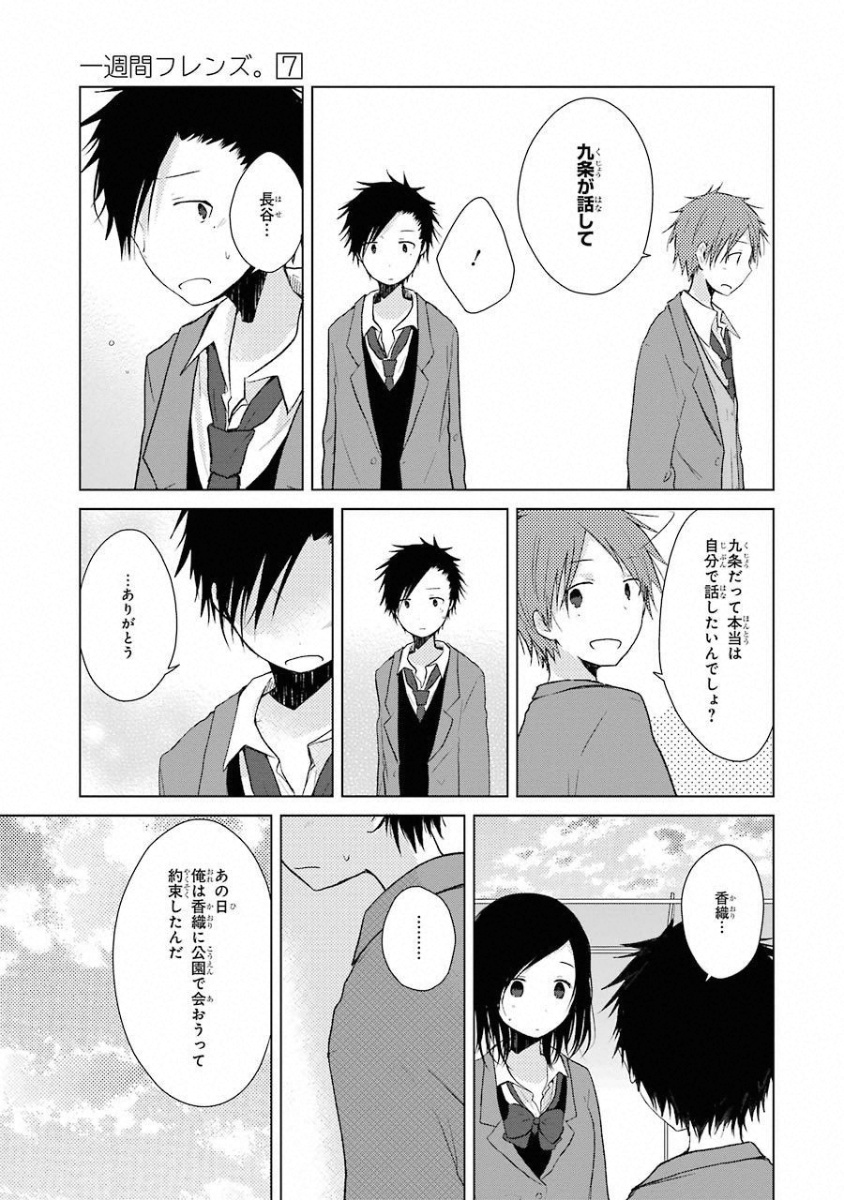 一週間フレンズ。7
九条が話して
!
長谷…
九条だって本当は
自分で話したいんでしょ?
…ありがとう
香織…
………
あの日
俺は香織に公園で会おうって
約束したんだ